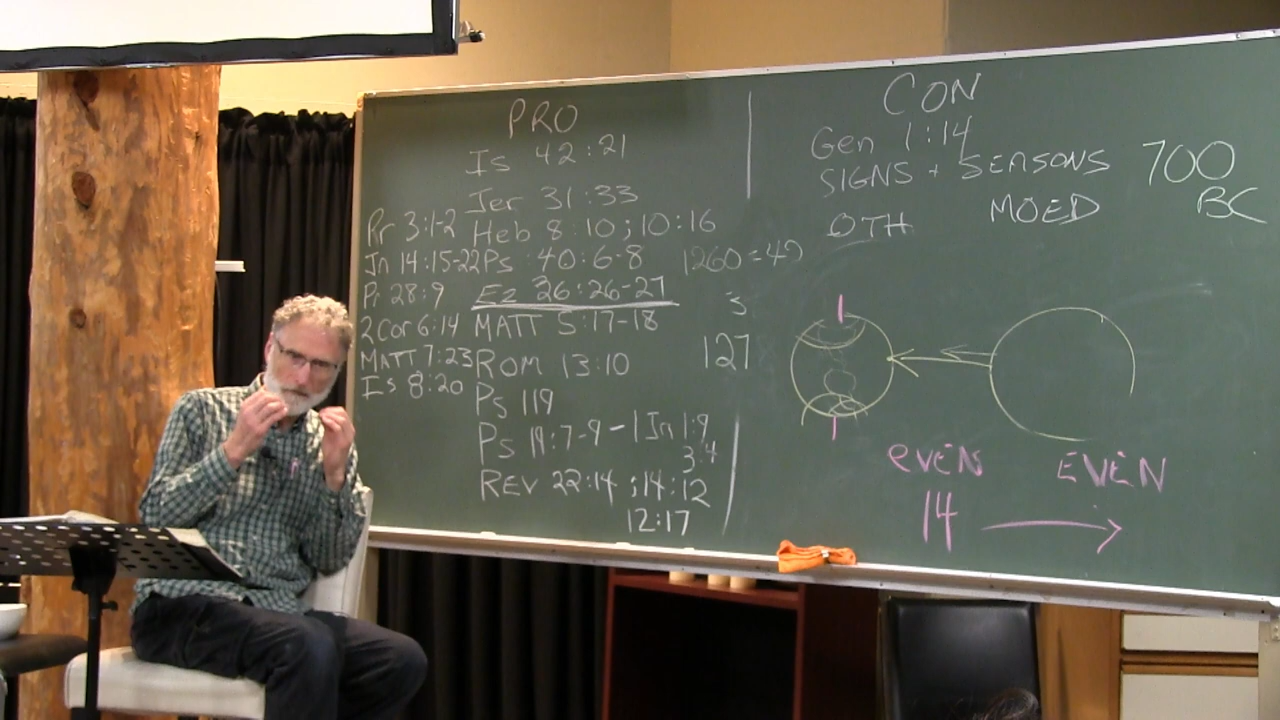 PRO
Is 42:21
Jer 31:33
Heb 8:10;10:16
Ps 40:6-8
Ez 36:26-27
MATT 5:17-18
ROM 13:10
Ps 119
Ps 19:7-9 - 1 Jn 1:9
3:4
REV 22:14 ;14:12
12:17
Pr 3:1-2
Jn 14:15-22
Pr 28:9
2Cor 6:14
MATT 7:23
Is 8:20
1260=42
3
127
CON
Gen 1:14
SIGNS + SEASONS
OTH MOED
700
BC
EVEN EVEN
14